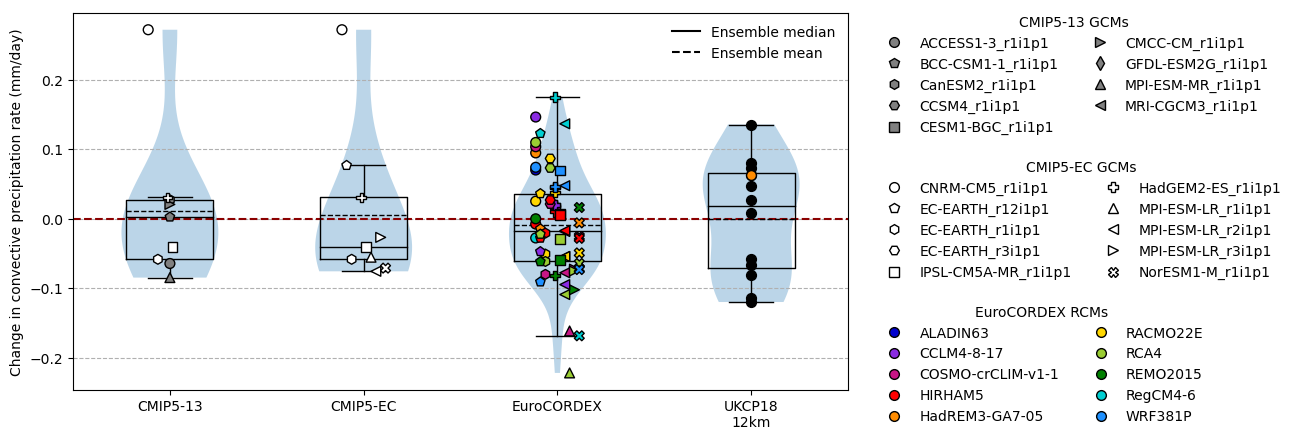 Change in convective precipitation rate (mm/day)
0.2
0.1
0.0
−0.1
−0.2
Ensemble median
Ensemble mean
CMIP5-13
CMIP5-EC
EuroCORDEX
UKCP18
12km
CMIP5-13 GCMs
ACCESS1-3_r1i1p1
BCC-CSM1-1_r1i1p1
CanESM2_r1i1p1
CCSM4_r1i1p1
CESM1-BGC_r1i1p1
CMCC-CM_r1i1p1
GFDL-ESM2G_r1i1p1
MPI-ESM-MR_r1i1p1
MRI-CGCM3_r1i1p1
CMIP5-EC GCMs
CNRM-CM5_r1i1p1
EC-EARTH_r12i1p1
EC-EARTH_r1i1p1
EC-EARTH_r3i1p1
IPSL-CM5A-MR_r1i1p1
HadGEM2-ES_r1i1p1
MPI-ESM-LR_r1i1p1
MPI-ESM-LR_r2i1p1
MPI-ESM-LR_r3i1p1
NorESM1-M_r1i1p1
EuroCORDEX RCMs
ALADIN63
CCLM4-8-17
COSMO-crCLIM-v1-1
HIRHAM5
HadREM3-GA7-05
RACMO22E
RCA4
REMO2015
RegCM4-6
WRF381P